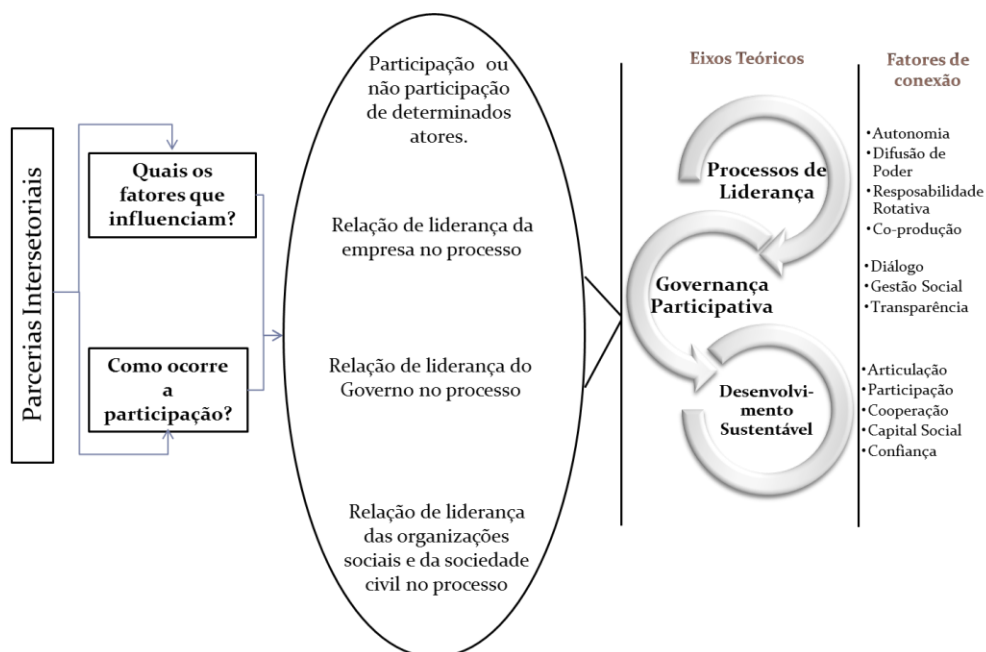 Parcerias Intersetoriais
Quais os
fatores que
influenciam?
Como ocorre
a
participação?
Participação ou
não participação
de determinados
atores.
Relação de liderança da
empresa no processo
Relação de liderança do
Governo no processo
Relação de liderança
das organizações
sociais e da sociedade
civil no processo
Eixos Teóricos
Processos de
Liderança
Governança
Participativa
Desenvolvi-
mento
Sustentável
Fatores de
conexão
•Autonomia
•Difusão de
Poder
•Resposabilidade
Rotativa
•Co-produção
•Diálogo
•Gestão Social
•Transparência
•Articulação
•Participação
•Cooperação
•Capital Social
•Confiança